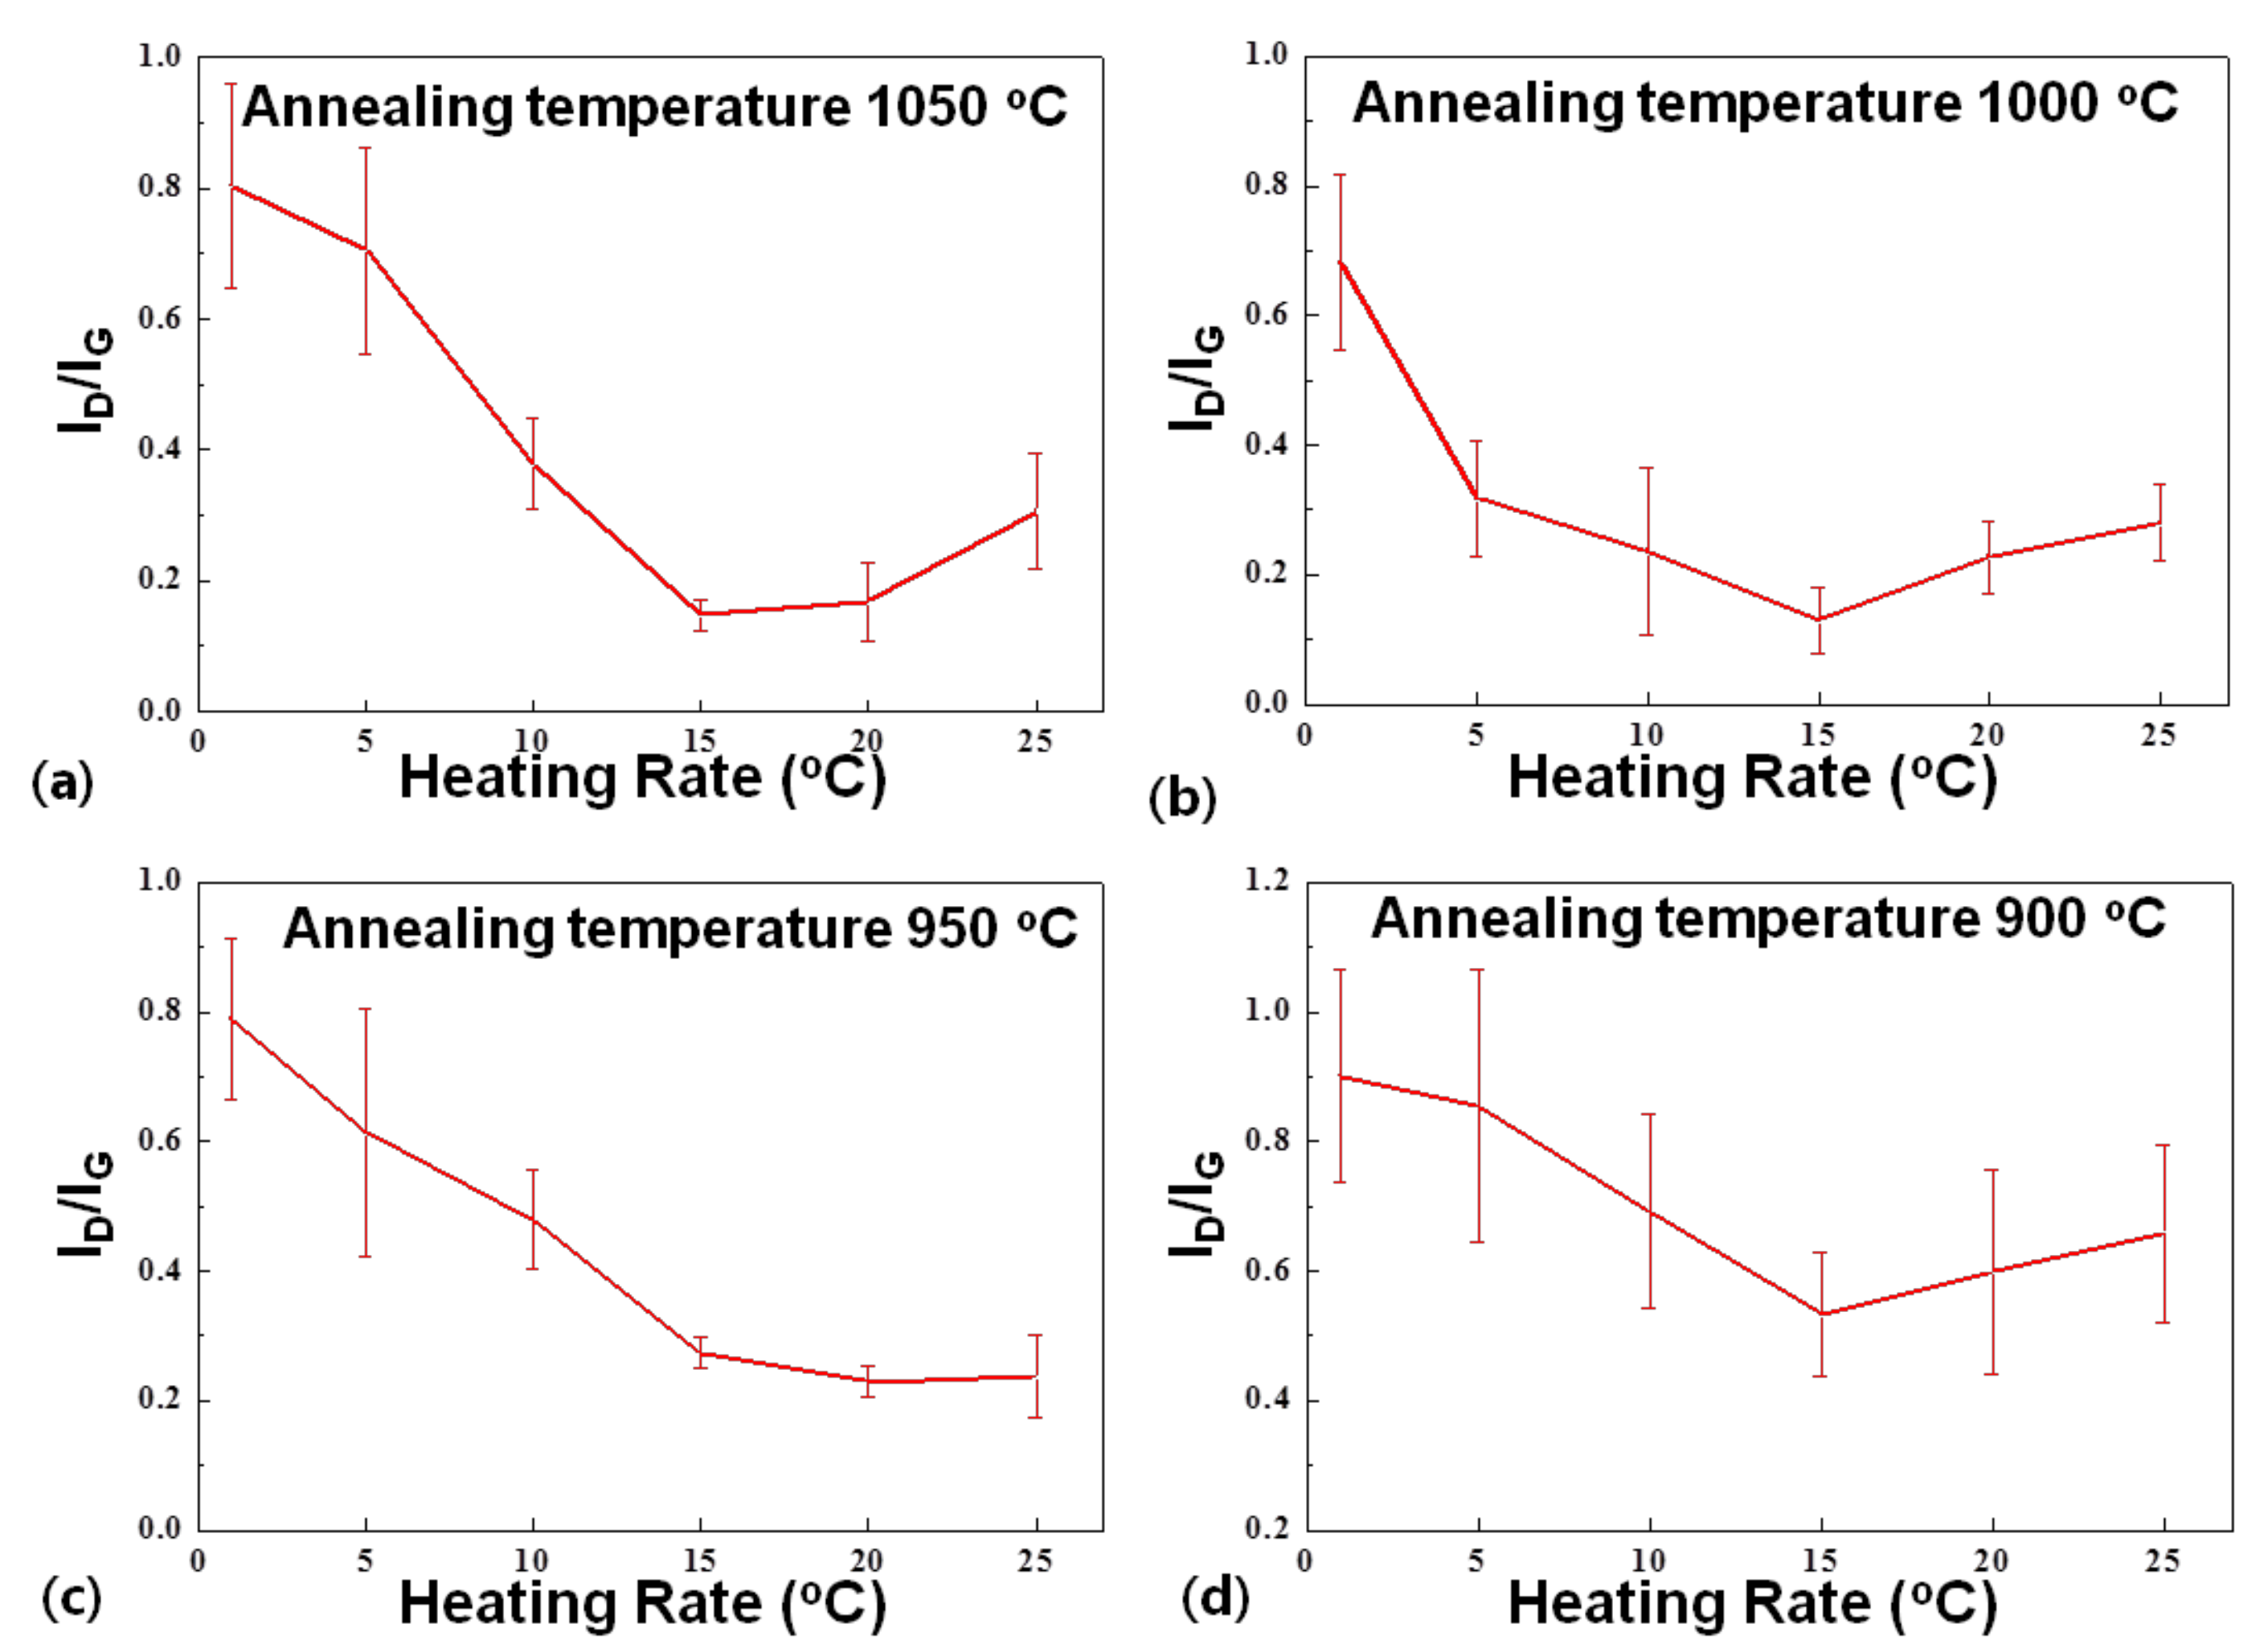 Annealing temperature 1050 °C
1.0
0.8
0.6
0.4
0.2
0.0
I_D/I_G
0 5 10 15 20 25
Heating Rate (°C)
(a)
Annealing temperature 1000 °C
1.0
0.8
0.6
0.4
0.2
0.0
I_D/I_G
0 5 10 15 20 25
Heating Rate (°C)
(b)
Annealing temperature 950 °C
1.0
0.8
0.6
0.4
0.2
0.0
I_D/I_G
0 5 10 15 20 25
Heating Rate (°C)
(c)
Annealing temperature 900 °C
1.2
1.0
0.8
0.6
0.4
0.2
I_D/I_G
0 5 10 15 20 25
Heating Rate (°C)
(d)